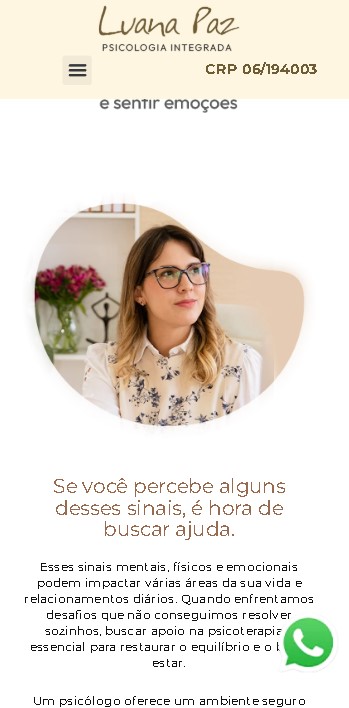 Luana Paz
PSICOLOGIA INTEGRADA
CRP 06/194003
e sentir emoções
Se você percebe alguns
desses sinais, é hora de
buscar ajuda.
Esses sinais mentais, físicos e emocionais
podem impactar várias áreas da sua vida e
relacionamentos diários. Quando enfrentamos
desafios que não conseguimos resolver
sozinhos, buscar apoio na psicoterapia
essencial para restaurar o equilíbrio e o
estar.
Um psicólogo oferece um ambiente seguro